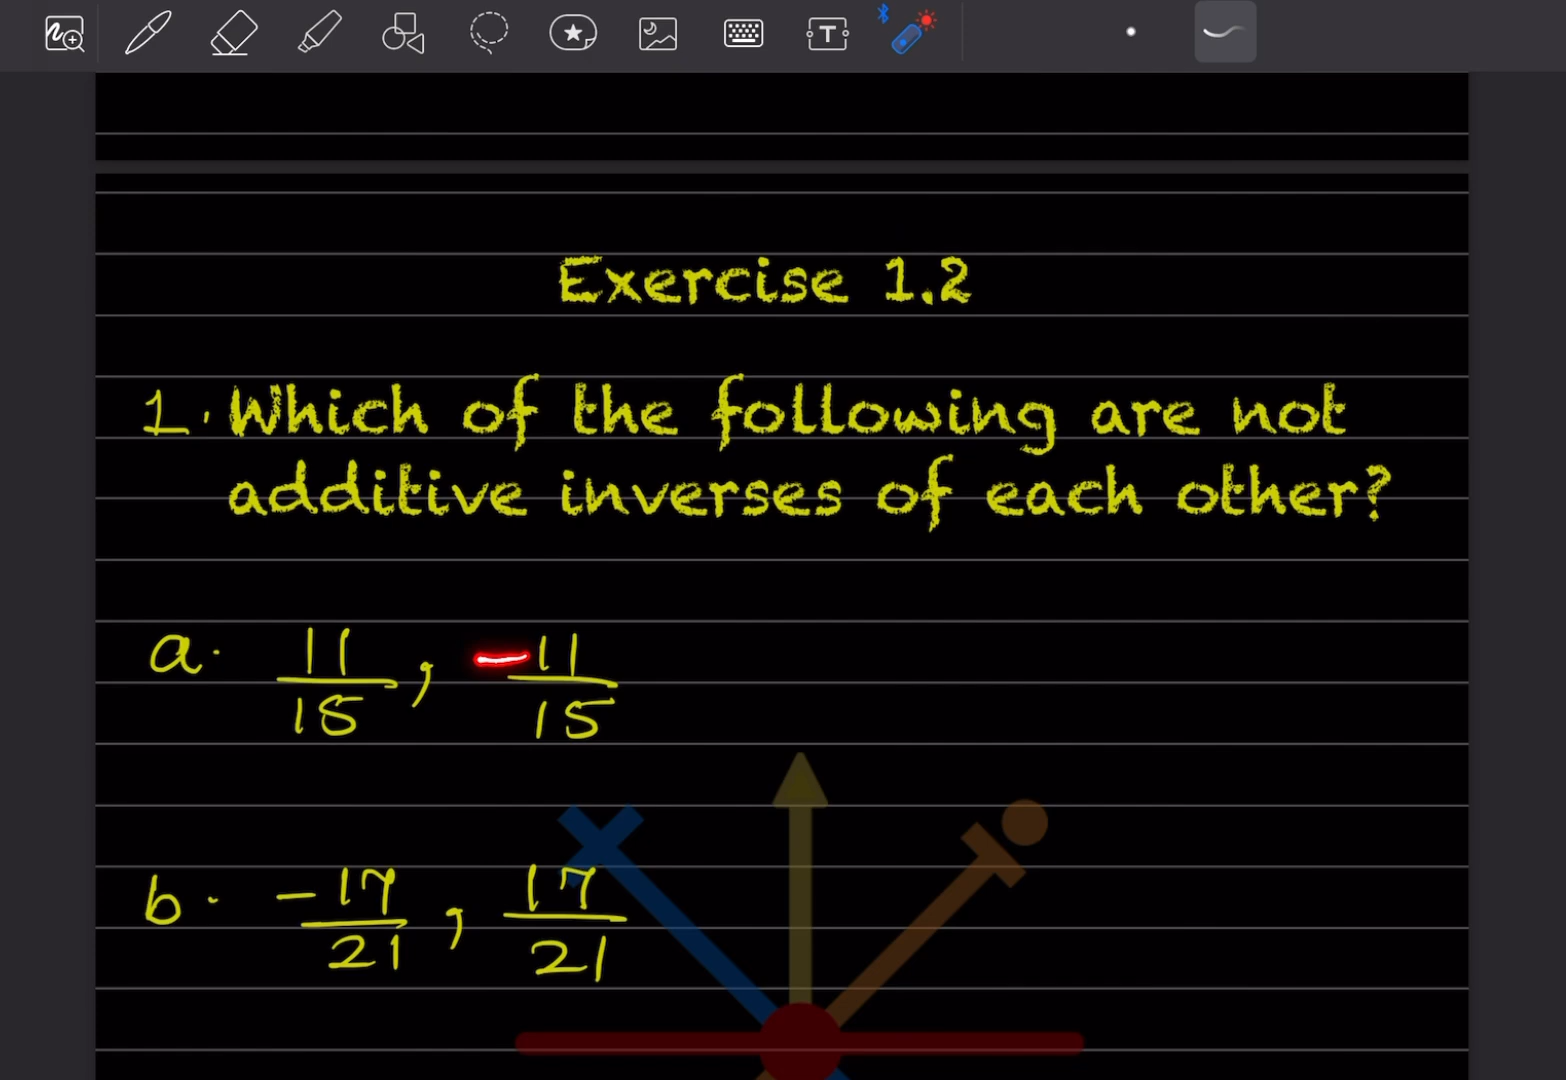 Exercise 1.2
1. Which of the following are not
additive inverses of each other?
a. 11/15, -11/15
b. -17/21, 17/21